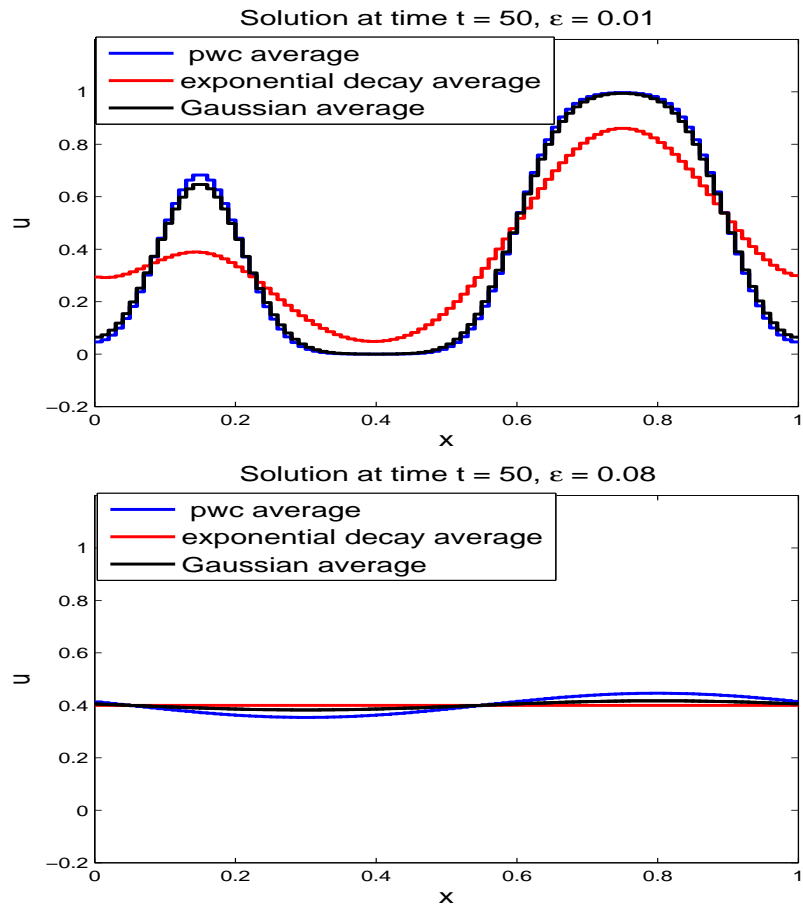 Solution at time t = 50, ε = 0.01
pwc average
exponential decay average
Gaussian average
1
0.8
0.6
0.4
0.2
0
−0.2
u
0
0.2
0.4
0.6
0.8
1
x
Solution at time t = 50, ε = 0.08
pwc average
exponential decay average
Gaussian average
1
0.8
0.6
0.4
0.2
0
−0.2
u
0
0.2
0.4
0.6
0.8
1
x